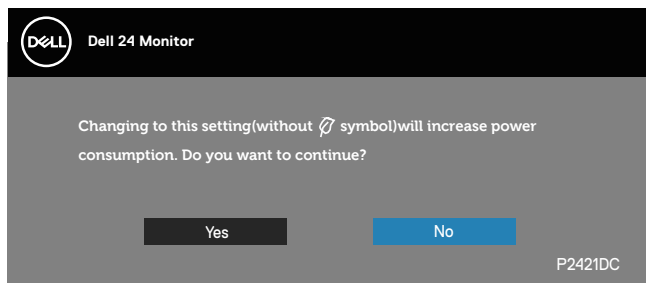 DELL
Dell 24 Monitor
Changing to this setting(without symbol)will increase power
consumption. Do you want to continue?
Yes
No
P2421DC